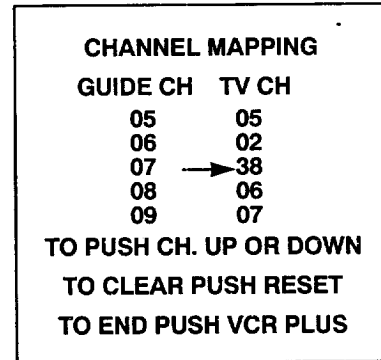 CHANNEL MAPPING
GUIDE CH TV CH
05 05
06 02
07 38
08 06
09 07
TO PUSH CH. UP OR DOWN
TO CLEAR PUSH RESET
TO END PUSH VCR PLUS